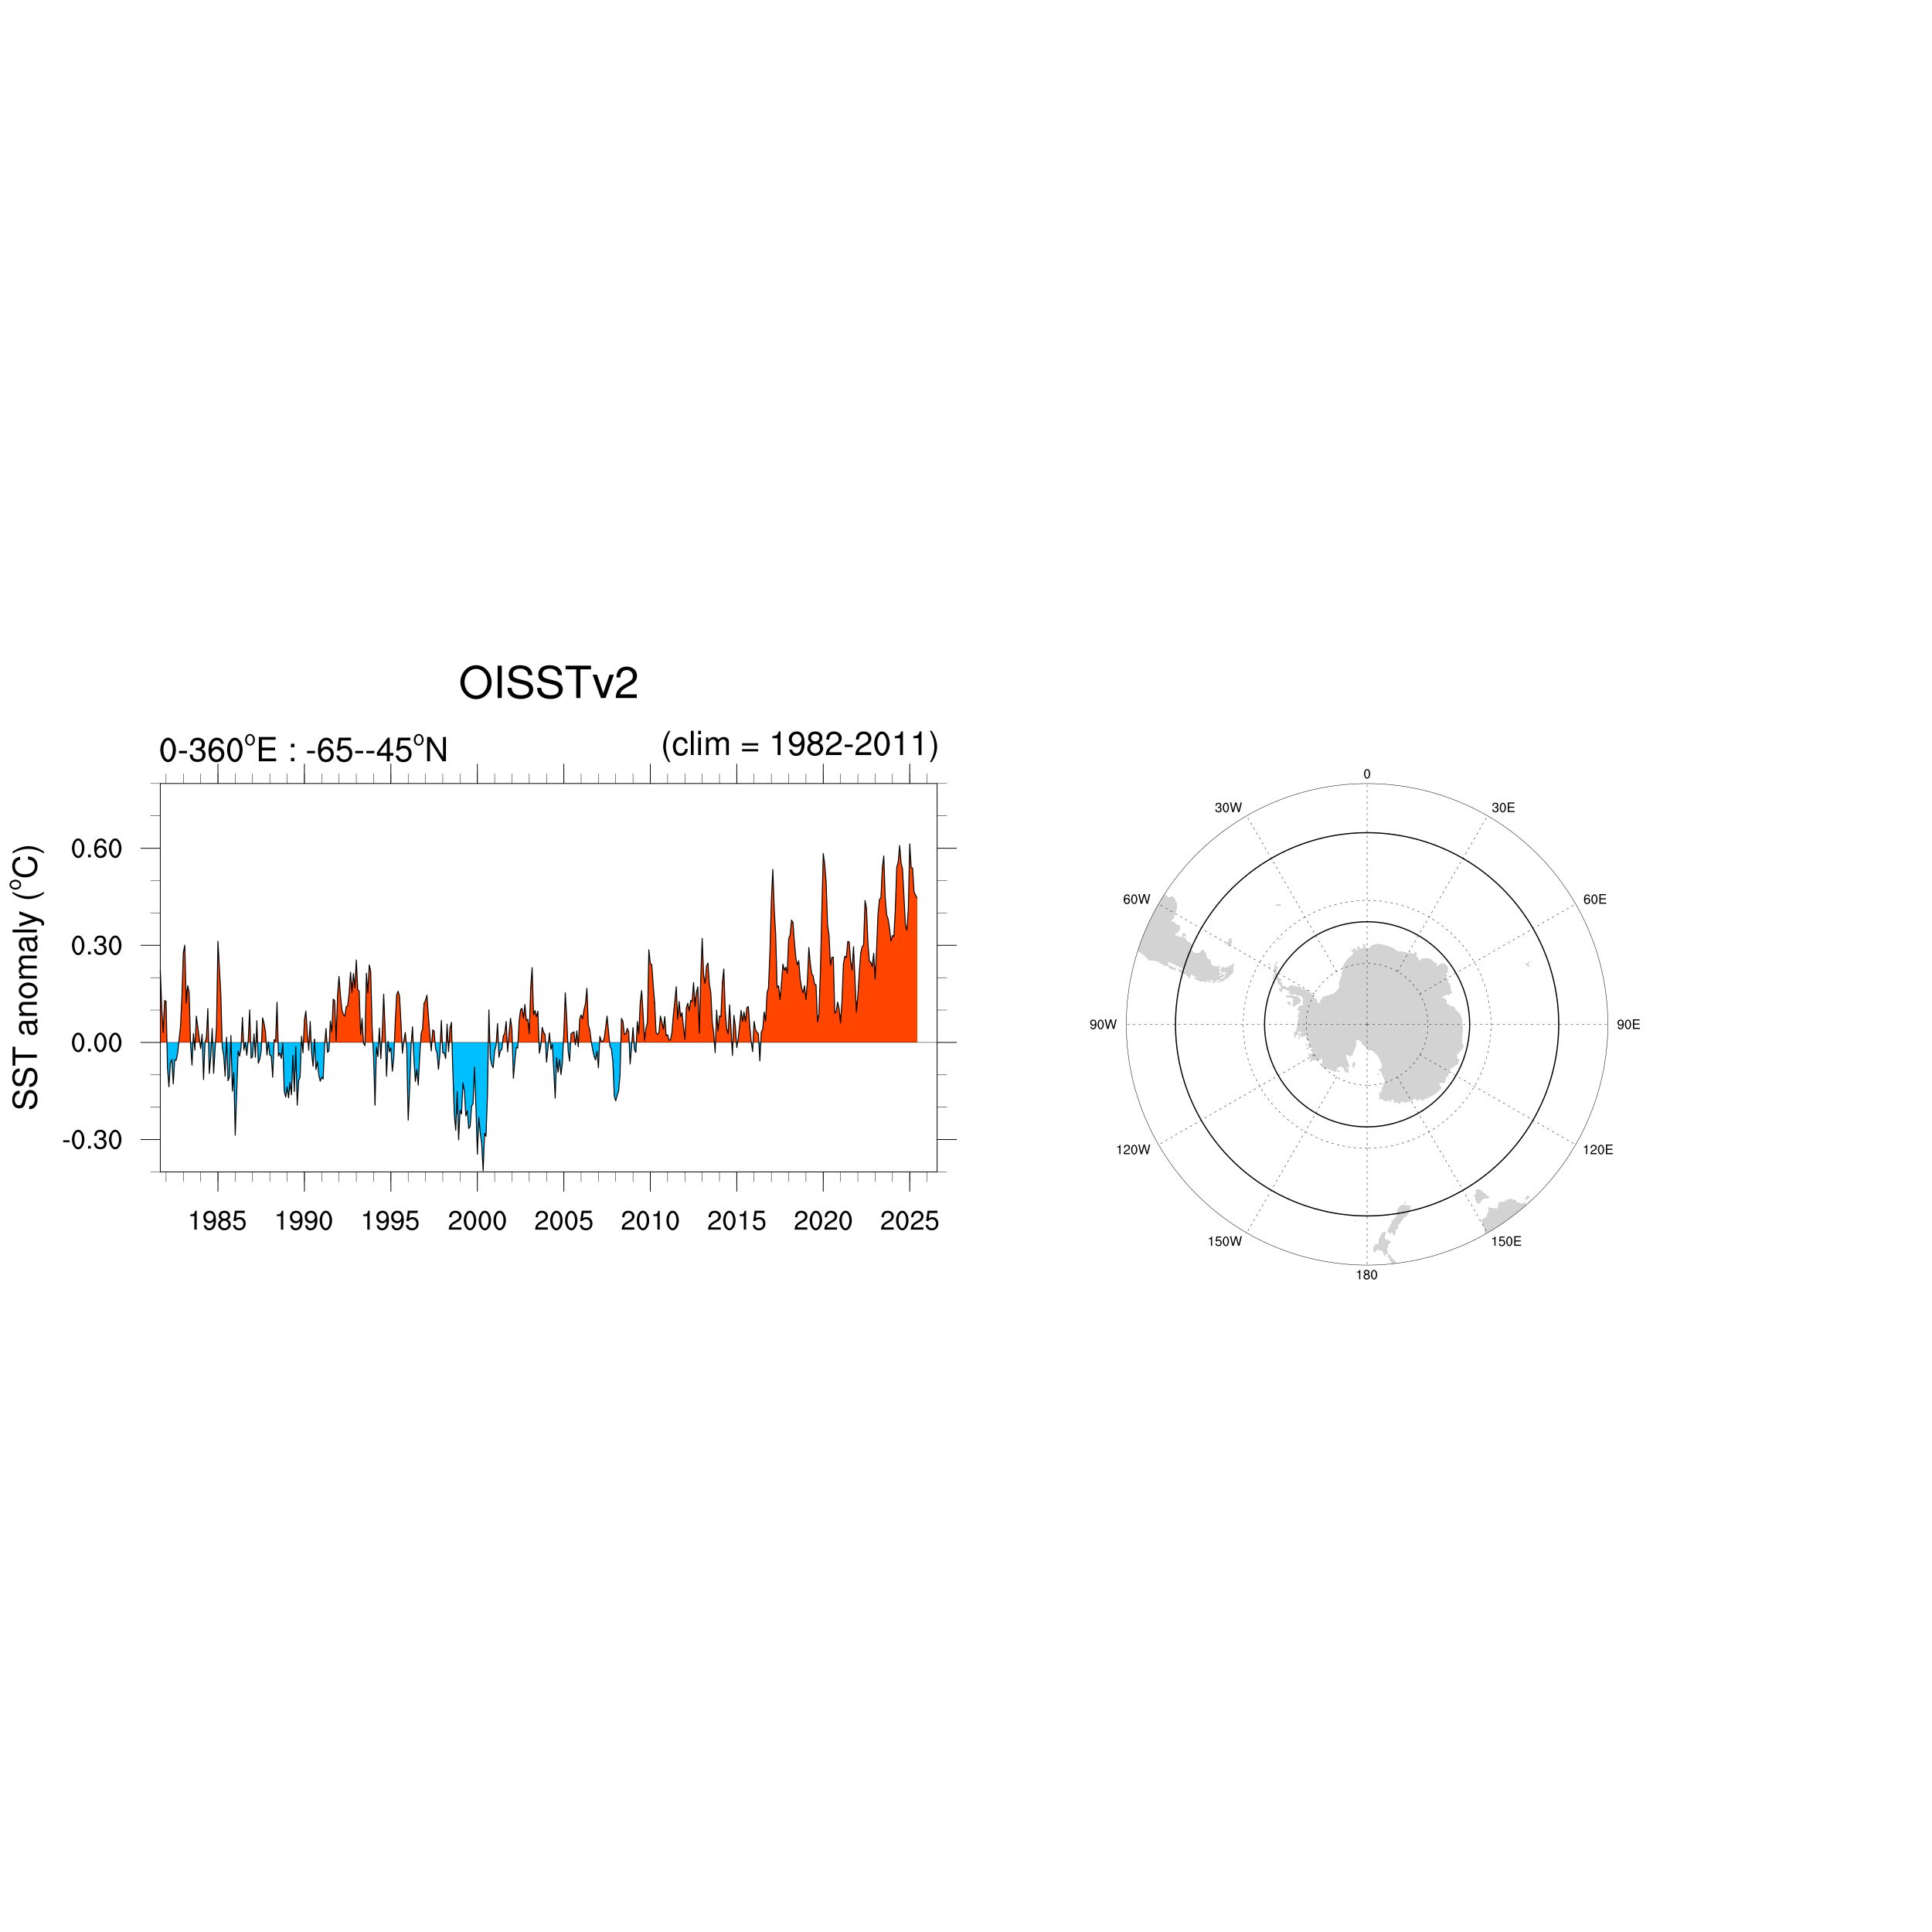 OISSTv2
0-360°E : -65--45°N
(clim = 1982-2011)
SST anomaly (°C)
0.60
0.30
0.00
-0.30
1985 1990 1995 2000 2005 2010 2015 2020 2025
0
30W 30E
60W 60E
90W 90E
120W 120E
150W 150E
180